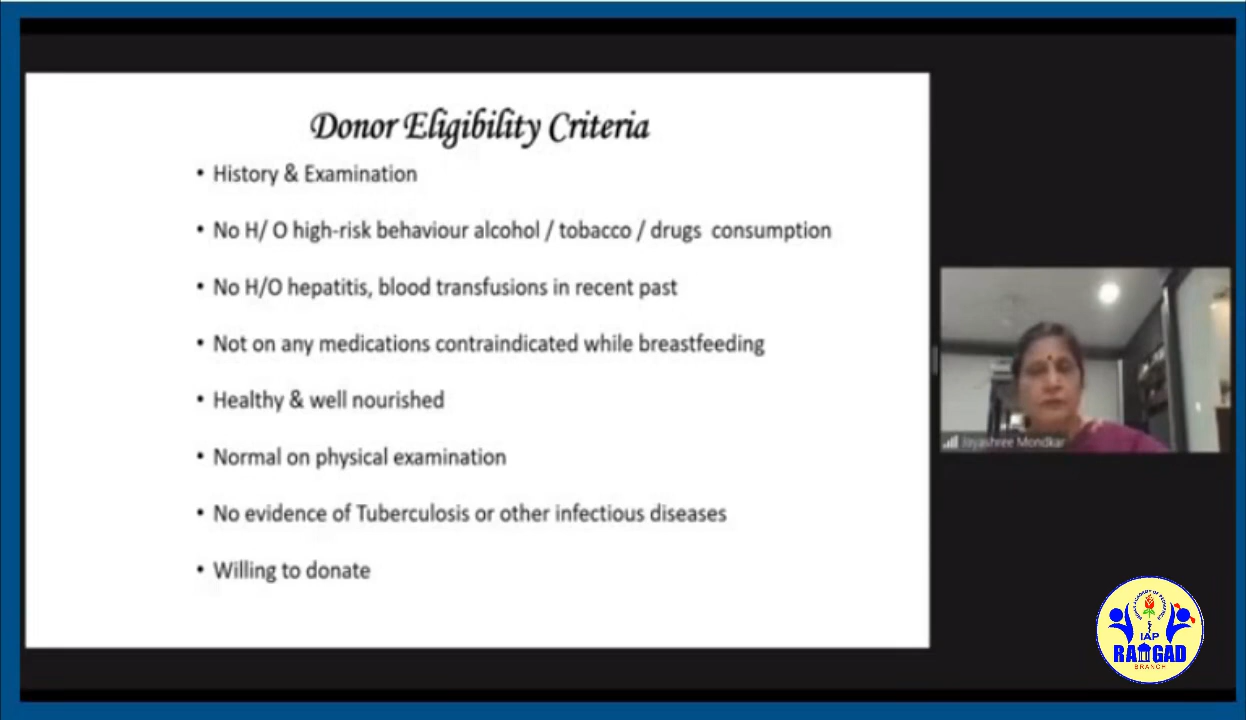 Donor Eligibility Criteria
• History & Examination
• No H/ O high-risk behaviour alcohol / tobacco / drugs consumption
• No H/O hepatitis, blood transfusions in recent past
• Not on any medications contraindicated while breastfeeding
• Healthy & well nourished
• Normal on physical examination
• No evidence of Tuberculosis or other infectious diseases
• Willing to donate
Jayashree Mondkar
IAP
RAIGAD
BRANCH